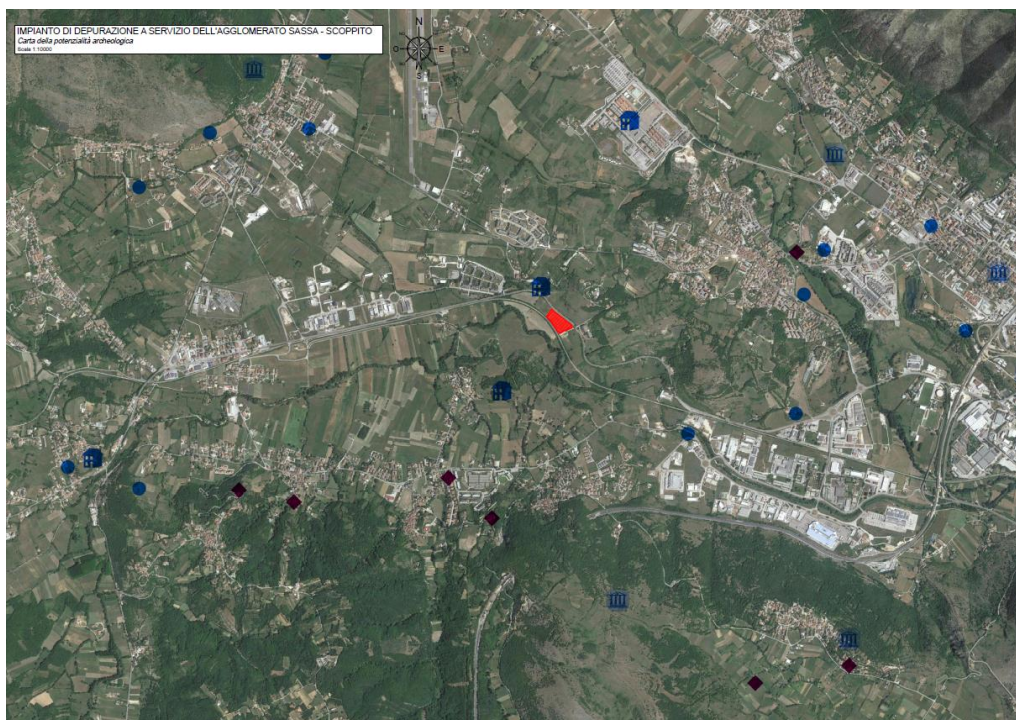 IMPIANTO DI DEPURAZIONE A SERVIZIO DELL'AGGLOMERATO SASSA - SCOPPITO
Carta della potenzialità archeologica
Scala 1:10000
N
O
E
S